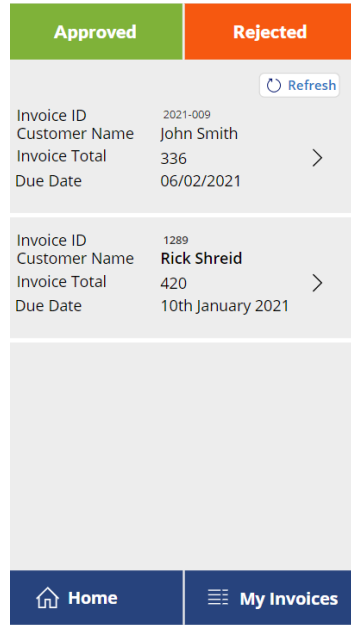 Approved Rejected
Refresh
Invoice ID 2021-009
Customer Name John Smith
Invoice Total 336
Due Date 06/02/2021
Invoice ID 1289
Customer Name Rick Shreid
Invoice Total 420
Due Date 10th January 2021
Home My Invoices